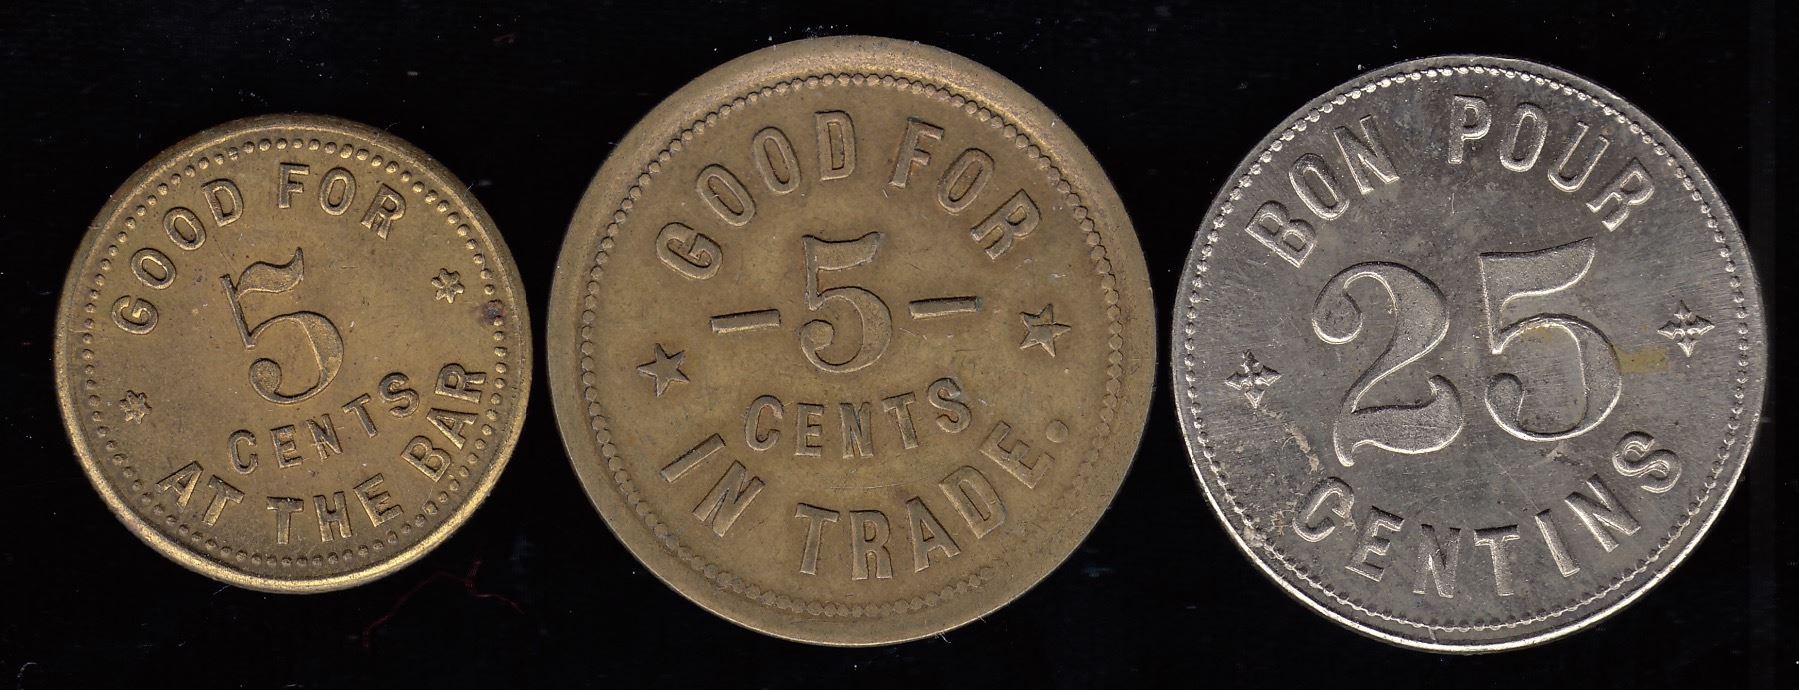 GOOD FOR
5
CENTS
AT THE BAR
GOOD FOR
-5-
CENTS
IN TRADE.
BON POUR
25
CENTINS